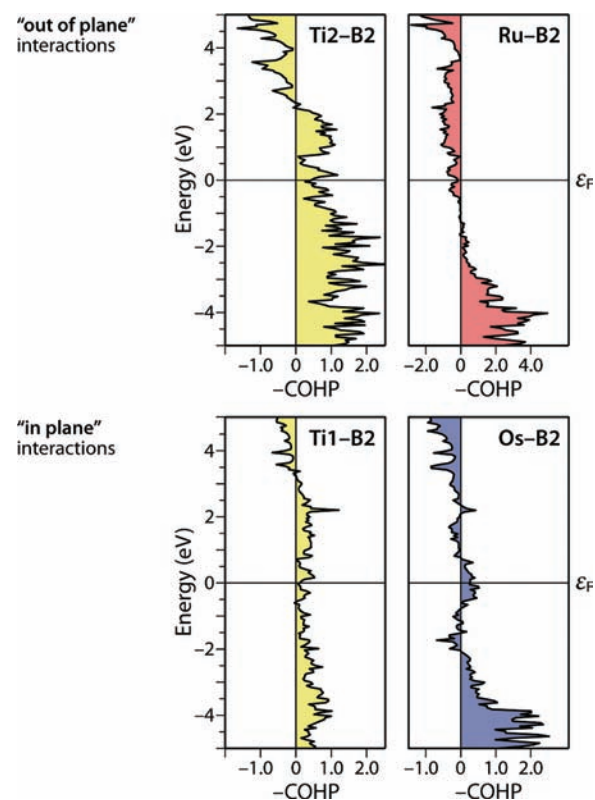 "out of plane"
interactions
Ti2–B2
Ru–B2
4
2
0
−2
−4
Energy (eV)
εF
−1.0 0 1.0 2.0
−2.0 0 2.0 4.0
−COHP
−COHP
"in plane"
interactions
Ti1–B2
Os–B2
4
2
0
−2
−4
Energy (eV)
εF
−1.0 0 1.0 2.0
−1.0 0 1.0 2.0
−COHP
−COHP